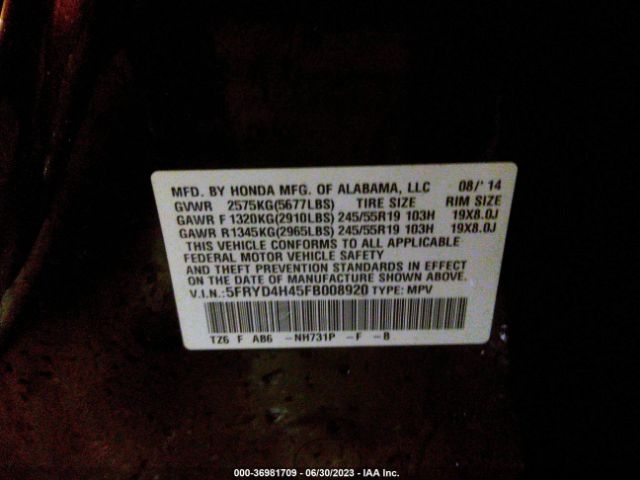 MFD. BY HONDA MFG. OF ALABAMA, LLC 08/'14
GVWR 2575KG(5677LBS) TIRE SIZE RIM SIZE
GAWR F 1320KG(2910LBS) 245/55R19 103H 19X8.0J
GAWR R1345KG(2965LBS) 245/55R19 103H 19X8.0J
THIS VEHICLE CONFORMS TO ALL APPLICABLE
FEDERAL MOTOR VEHICLE SAFETY
AND THEFT PREVENTION STANDARDS IN EFFECT
ON THE DATE OF MANUFACTURE SHOWN ABOVE.
V.I.N.:5FRYD4H45FB008920 TYPE: MPV
TZ6 F AB6 -NH731P -F -B
000-36981709 - 06/30/2023 - IAA Inc.